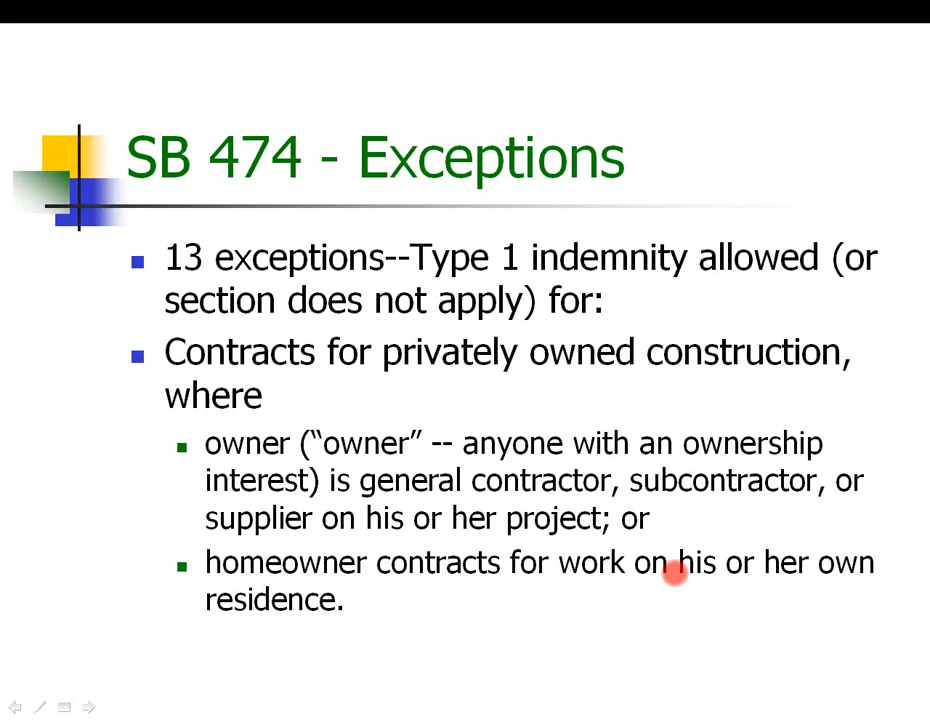 SB 474 - Exceptions
13 exceptions--Type 1 indemnity allowed (or
section does not apply) for:
Contracts for privately owned construction,
where
owner (“owner” -- anyone with an ownership
interest) is general contractor, subcontractor, or
supplier on his or her project; or
homeowner contracts for work on his or her own
residence.